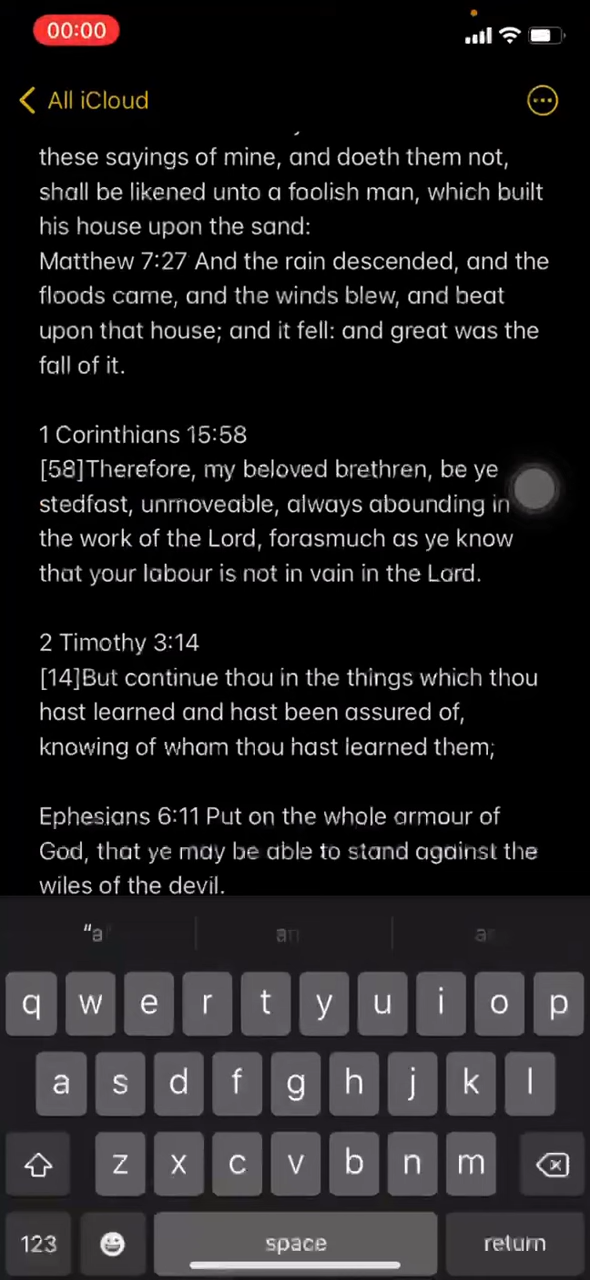 00:00
All iCloud
these sayings of mine, and doeth them not,
shall be likened unto a foolish man, which built
his house upon the sand:
Matthew 7:27 And the rain descended, and the
floods came, and the winds blew, and beat
upon that house; and it fell: and great was the
fall of it.
1 Corinthians 15:58
[58]Therefore, my beloved brethren, be ye
stedfast, unmoveable, always abounding in
the work of the Lord, forasmuch as ye know
that your labour is not in vain in the Lord.
2 Timothy 3:14
[14]But continue thou in the things which thou
hast learned and hast been assured of,
knowing of whom thou hast learned them;
Ephesians 6:11 Put on the whole armour of
God, that ye may be able to stand against the
wiles of the devil.
q w e r t y u i o p
a s d f g h j k l
z x c v b n m
123 space return